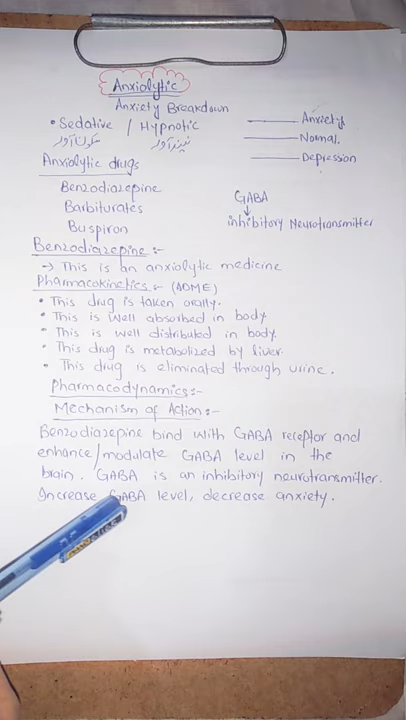 Anxiolytic
Anxiety Breakdown
• Sedative / Hypnotic
سکون آور نیند آور
Anxiety
Normal.
Depression
Anxiolytic drugs
Benzodiazepine
Barbiturates
Buspiron
GABA
↓
inhibitory Neurotransmitter
Benzodiazepine :-
→ This is an anxiolytic medicine
Pharmacokinetics :- (ADME)
• This drug is taken orally.
• This is well absorbed in body
• This is well distributed in body.
• This drug is metabolized by liver.
• This drug is eliminated through urine.
Pharmacodynamics :-
Mechanism of Action :-
Benzodiazepine bind with GABA receptor and
enhance/modulate GABA level in the
brain. GABA is an inhibitory neurotransmitter.
Increase GABA level, decrease anxiety.